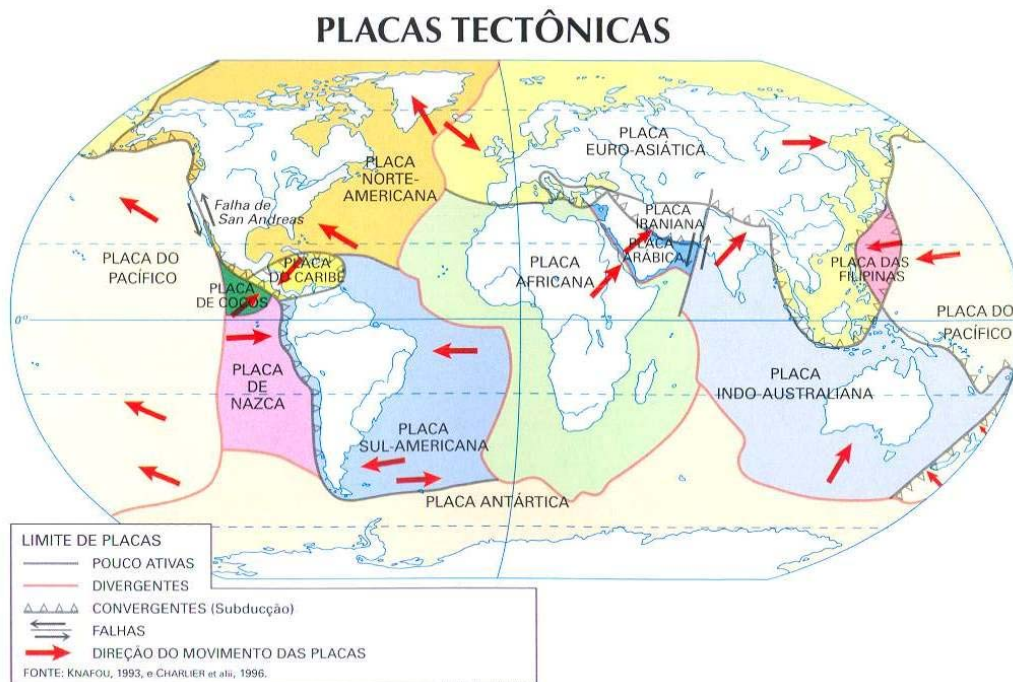 PLACAS TECTÔNICAS
PLACA
NORTE-
AMERICANA
PLACA
EURO-ASIÁTICA
Falha de
San Andreas
PLACA DO
PACÍFICO
PLACA
DE COCOS
PLACA
DO CARIBE
PLACA
AFRICANA
PLACA
IRANIANA
PLACA
ARÁBICA
PLACA DAS
FILIPINAS
PLACA DO
PACÍFICO
0°
PLACA
DE
NAZCA
PLACA
SUL-AMERICANA
PLACA
INDO-AUSTRALIANA
PLACA ANTÁRTICA
LIMITE DE PLACAS
POUCO ATIVAS
DIVERGENTES
CONVERGENTES (Subducção)
FALHAS
DIREÇÃO DO MOVIMENTO DAS PLACAS
FONTE: KNAFOU, 1993, e CHARLIER et alii, 1996.